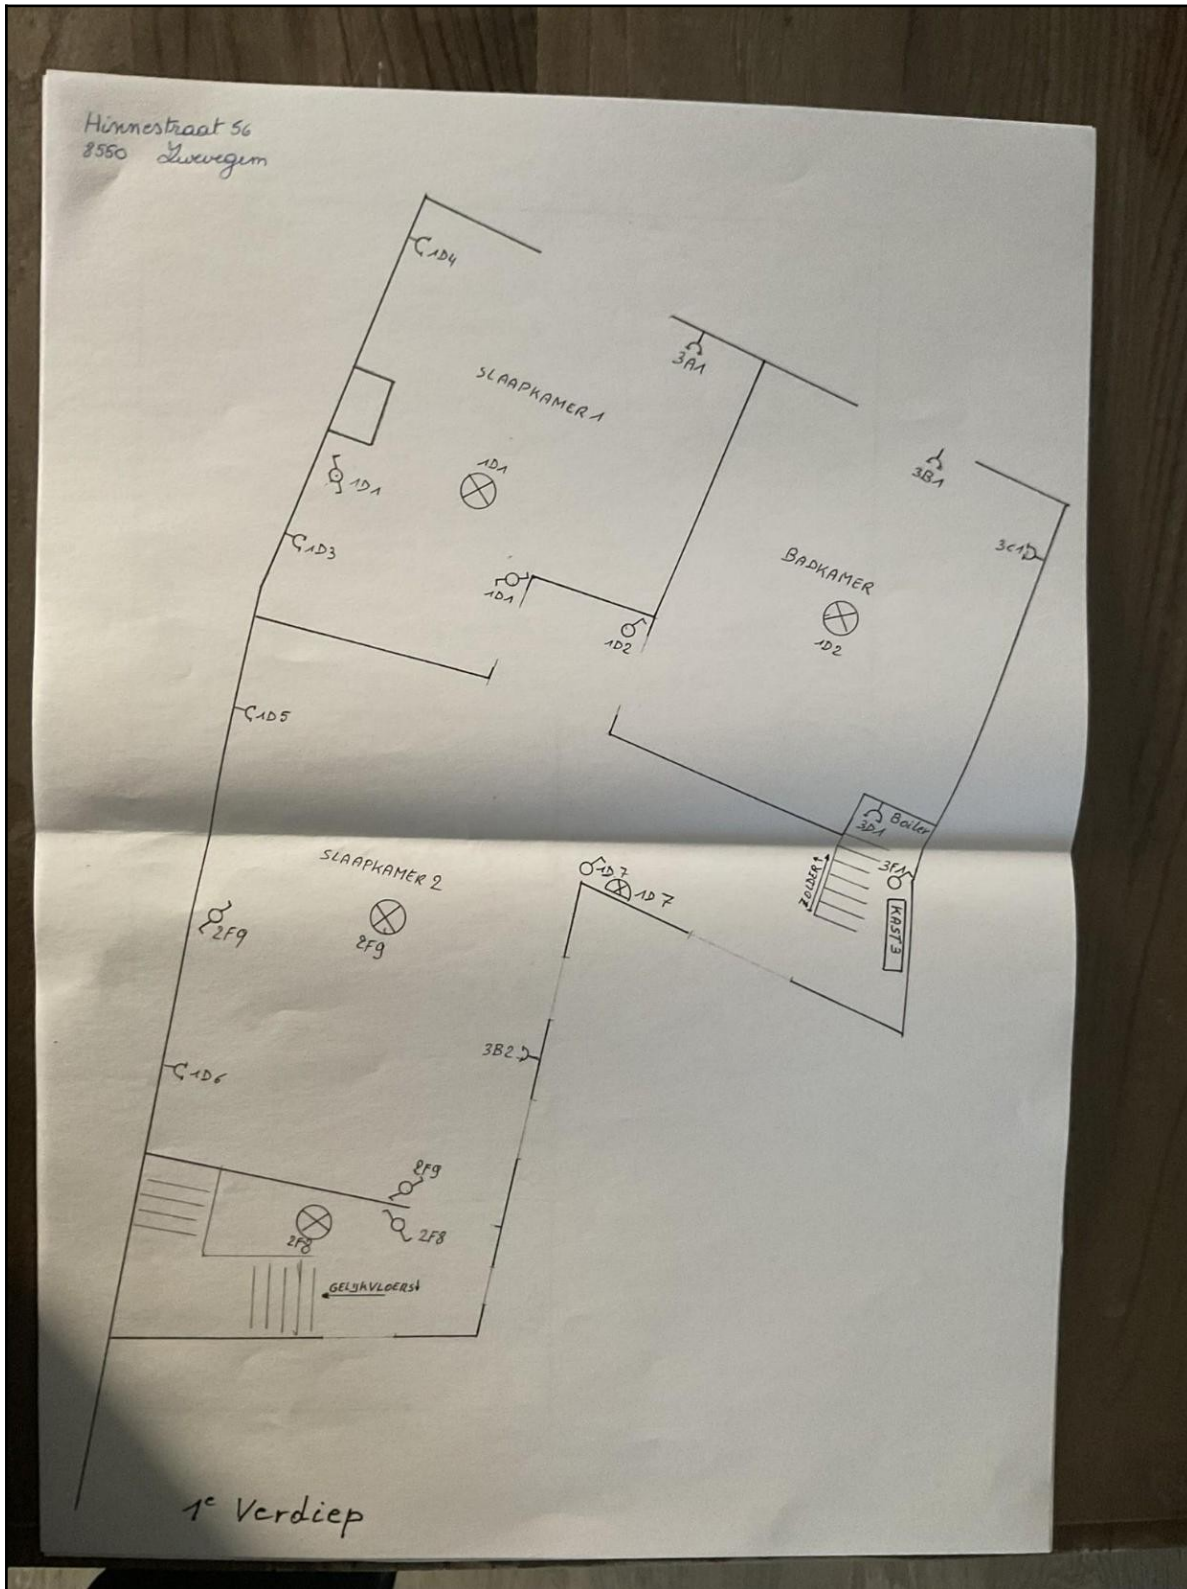 Hinnestraat 56
8550 Zwevegem
1D4
3A1
SLAAPKAMER 1
3B1
1D1
1D1
3C1
1D3
BADKAMER
1D1
1D2
1D2
1D5
3D1
Boiler
SLAAPKAMER 2
1D7
1D7
ZOLDER↑
3F1
KAST 3
2F9
2F9
3B2
1D6
2F9
2F8
2F8
GELIJKVLOERS↓
1e Verdiep